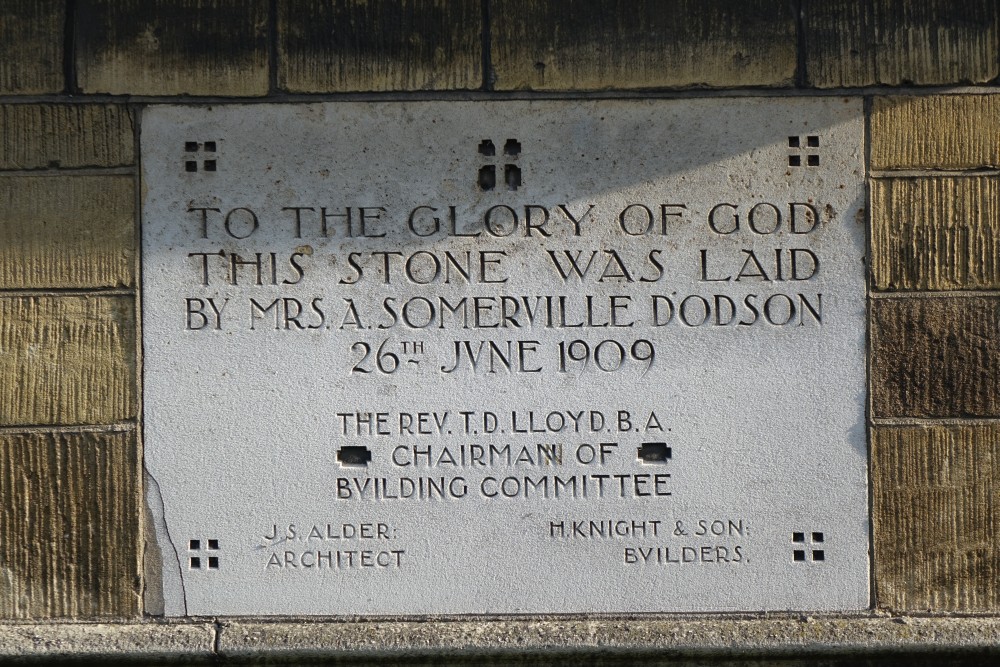 TO THE GLORY OF GOD
THIS STONE WAS LAID
BY MRS. A. SOMERVILLE D'ODSON
26TH JVNE 1909
THE REV. T. D. LLOYD. B. A.
CHAIRMAN OF
BVILDING COMMITTEE
J. S. ALDER:
ARCHITECT
H. KNIGHT & SON:
BVILDERS.